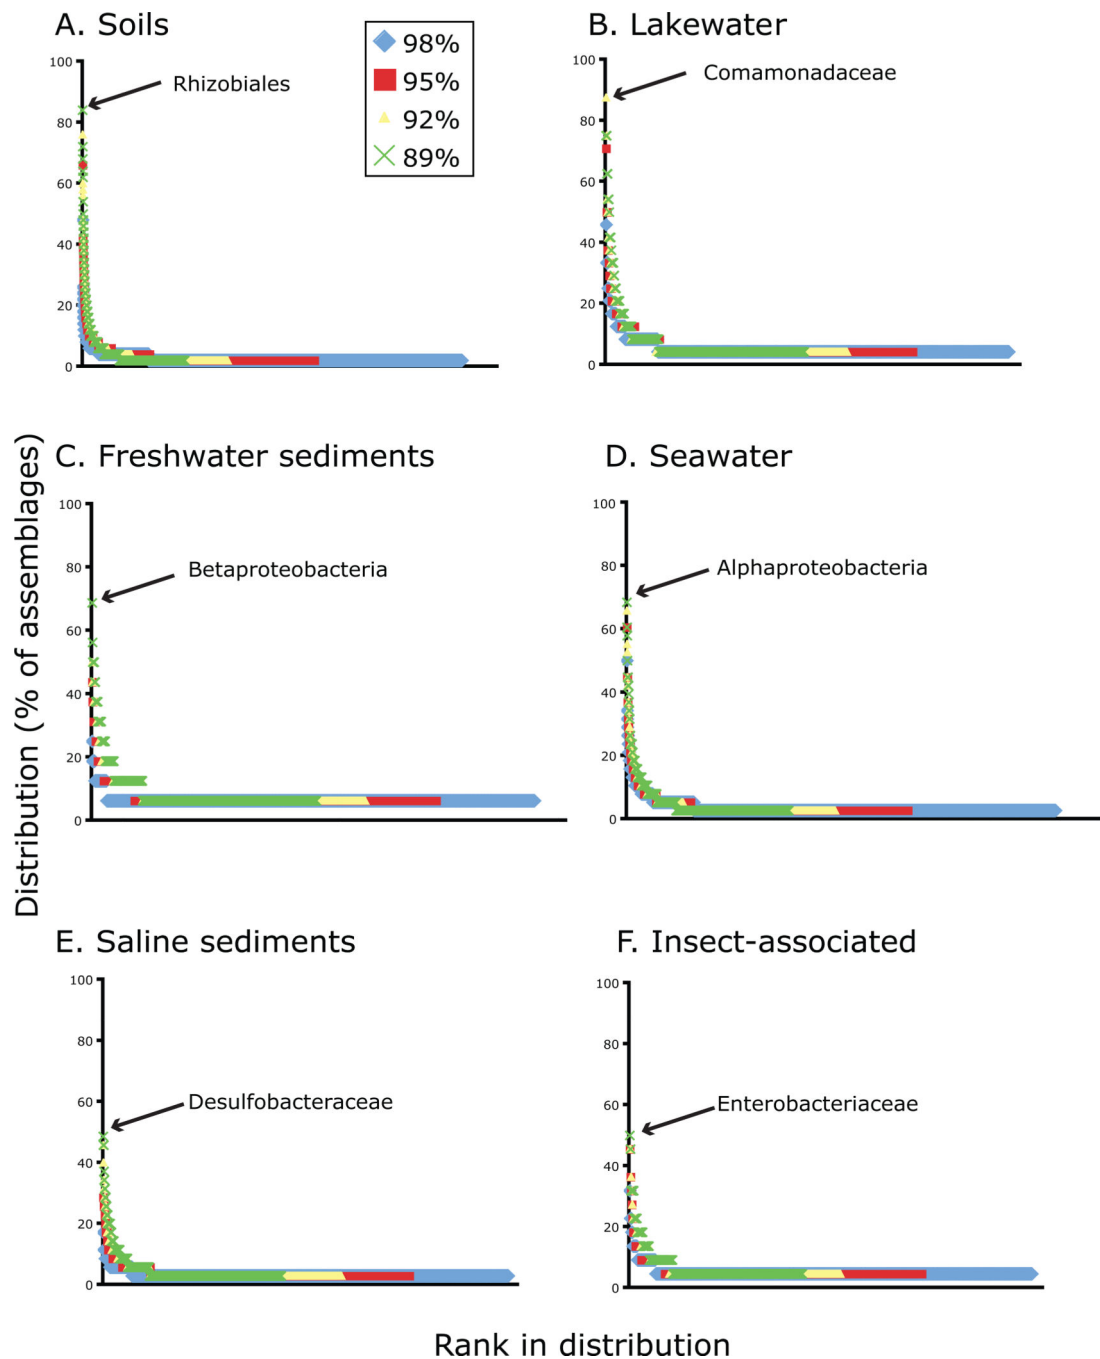 A. Soils
B. Lakewater
98%
95%
92%
89%
100
80
60
40
20
0
Rhizobiales
100
80
60
40
20
0
Comamonadaceae
Distribution (% of assemblages)
C. Freshwater sediments
D. Seawater
100
80
60
40
20
0
Betaproteobacteria
100
80
60
40
20
0
Alphaproteobacteria
E. Saline sediments
F. Insect-associated
100
80
60
40
20
0
Desulfobacteraceae
100
80
60
40
20
0
Enterobacteriaceae
Rank in distribution